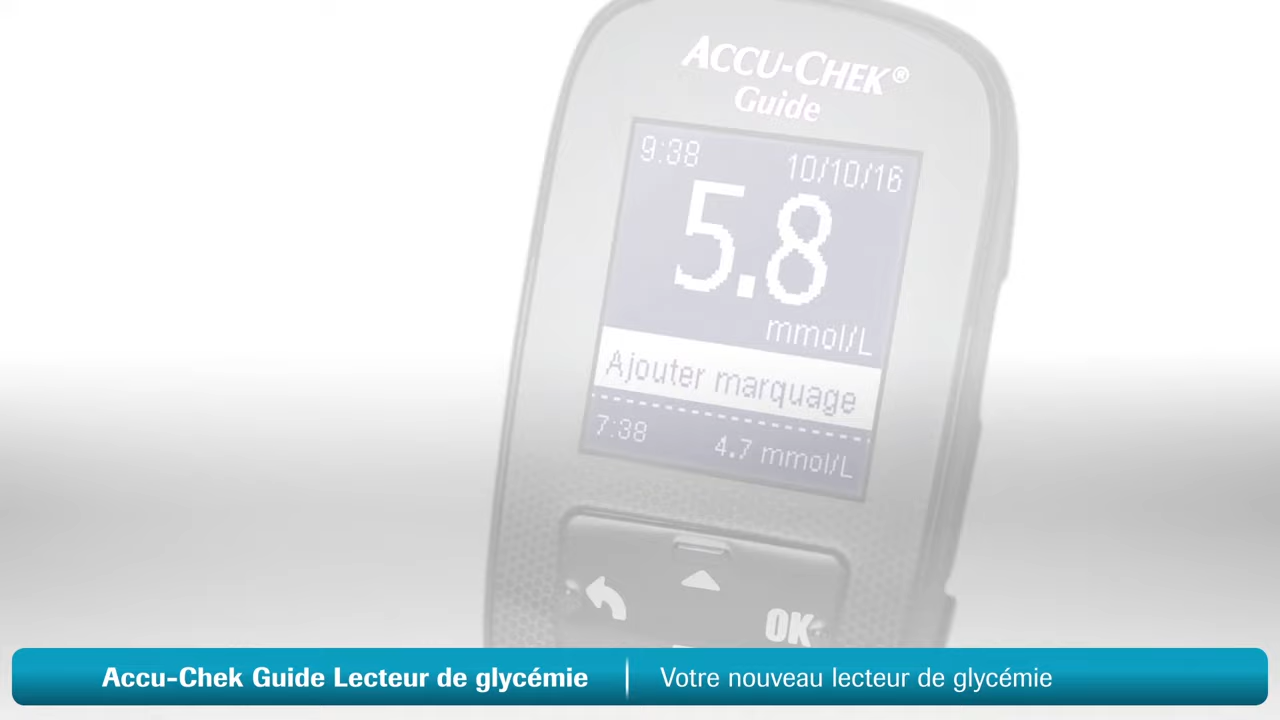 ACCU-CHEK®
Guide
9:38 10/10/16
5.8
mmol/L
Ajouter marquage
7:38 4.7 mmol/L
OK
Accu-Chek Guide Lecteur de glycémie | Votre nouveau lecteur de glycémie